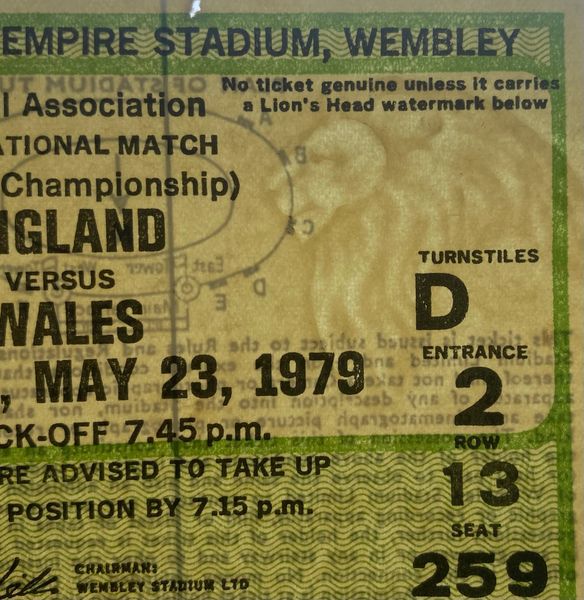 EMPIRE STADIUM, WEMBLEY
No ticket genuine unless it carries
a Lion's Head watermark below
l Association
ATIONAL MATCH
Championship)
NGLAND
VERSUS
WALES
, MAY 23, 1979
CK-OFF 7.45 p.m.
RE ADVISED TO TAKE UP
POSITION BY 7.15 p.m.
CHAIRMAN:
WEMBLEY STADIUM LTD
TURNSTILES
D
ENTRANCE
2
ROW
13
SEAT
259